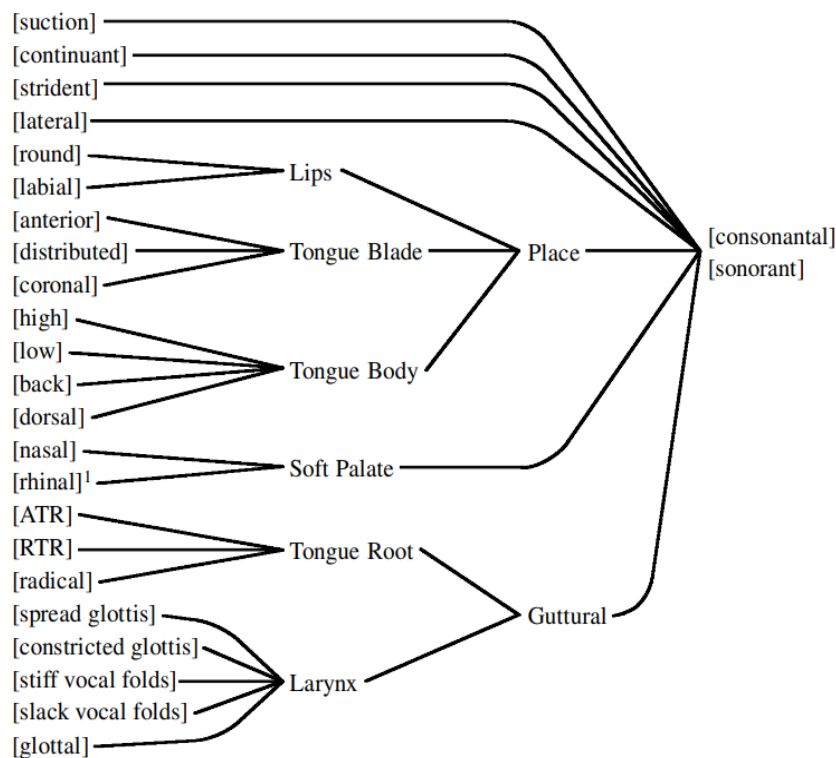 [suction]
[continuant]
[strident]
[lateral]
[round]
[labial]
Lips
[anterior]
[distributed]
[coronal]
Tongue Blade
Place
[consonantal]
[sonorant]
[high]
[low]
[back]
[dorsal]
Tongue Body
[nasal]
[rhinal]¹
Soft Palate
[ATR]
[RTR]
[radical]
Tongue Root
Guttural
[spread glottis]
[constricted glottis]
[stiff vocal folds]
[slack vocal folds]
[glottal]
Larynx